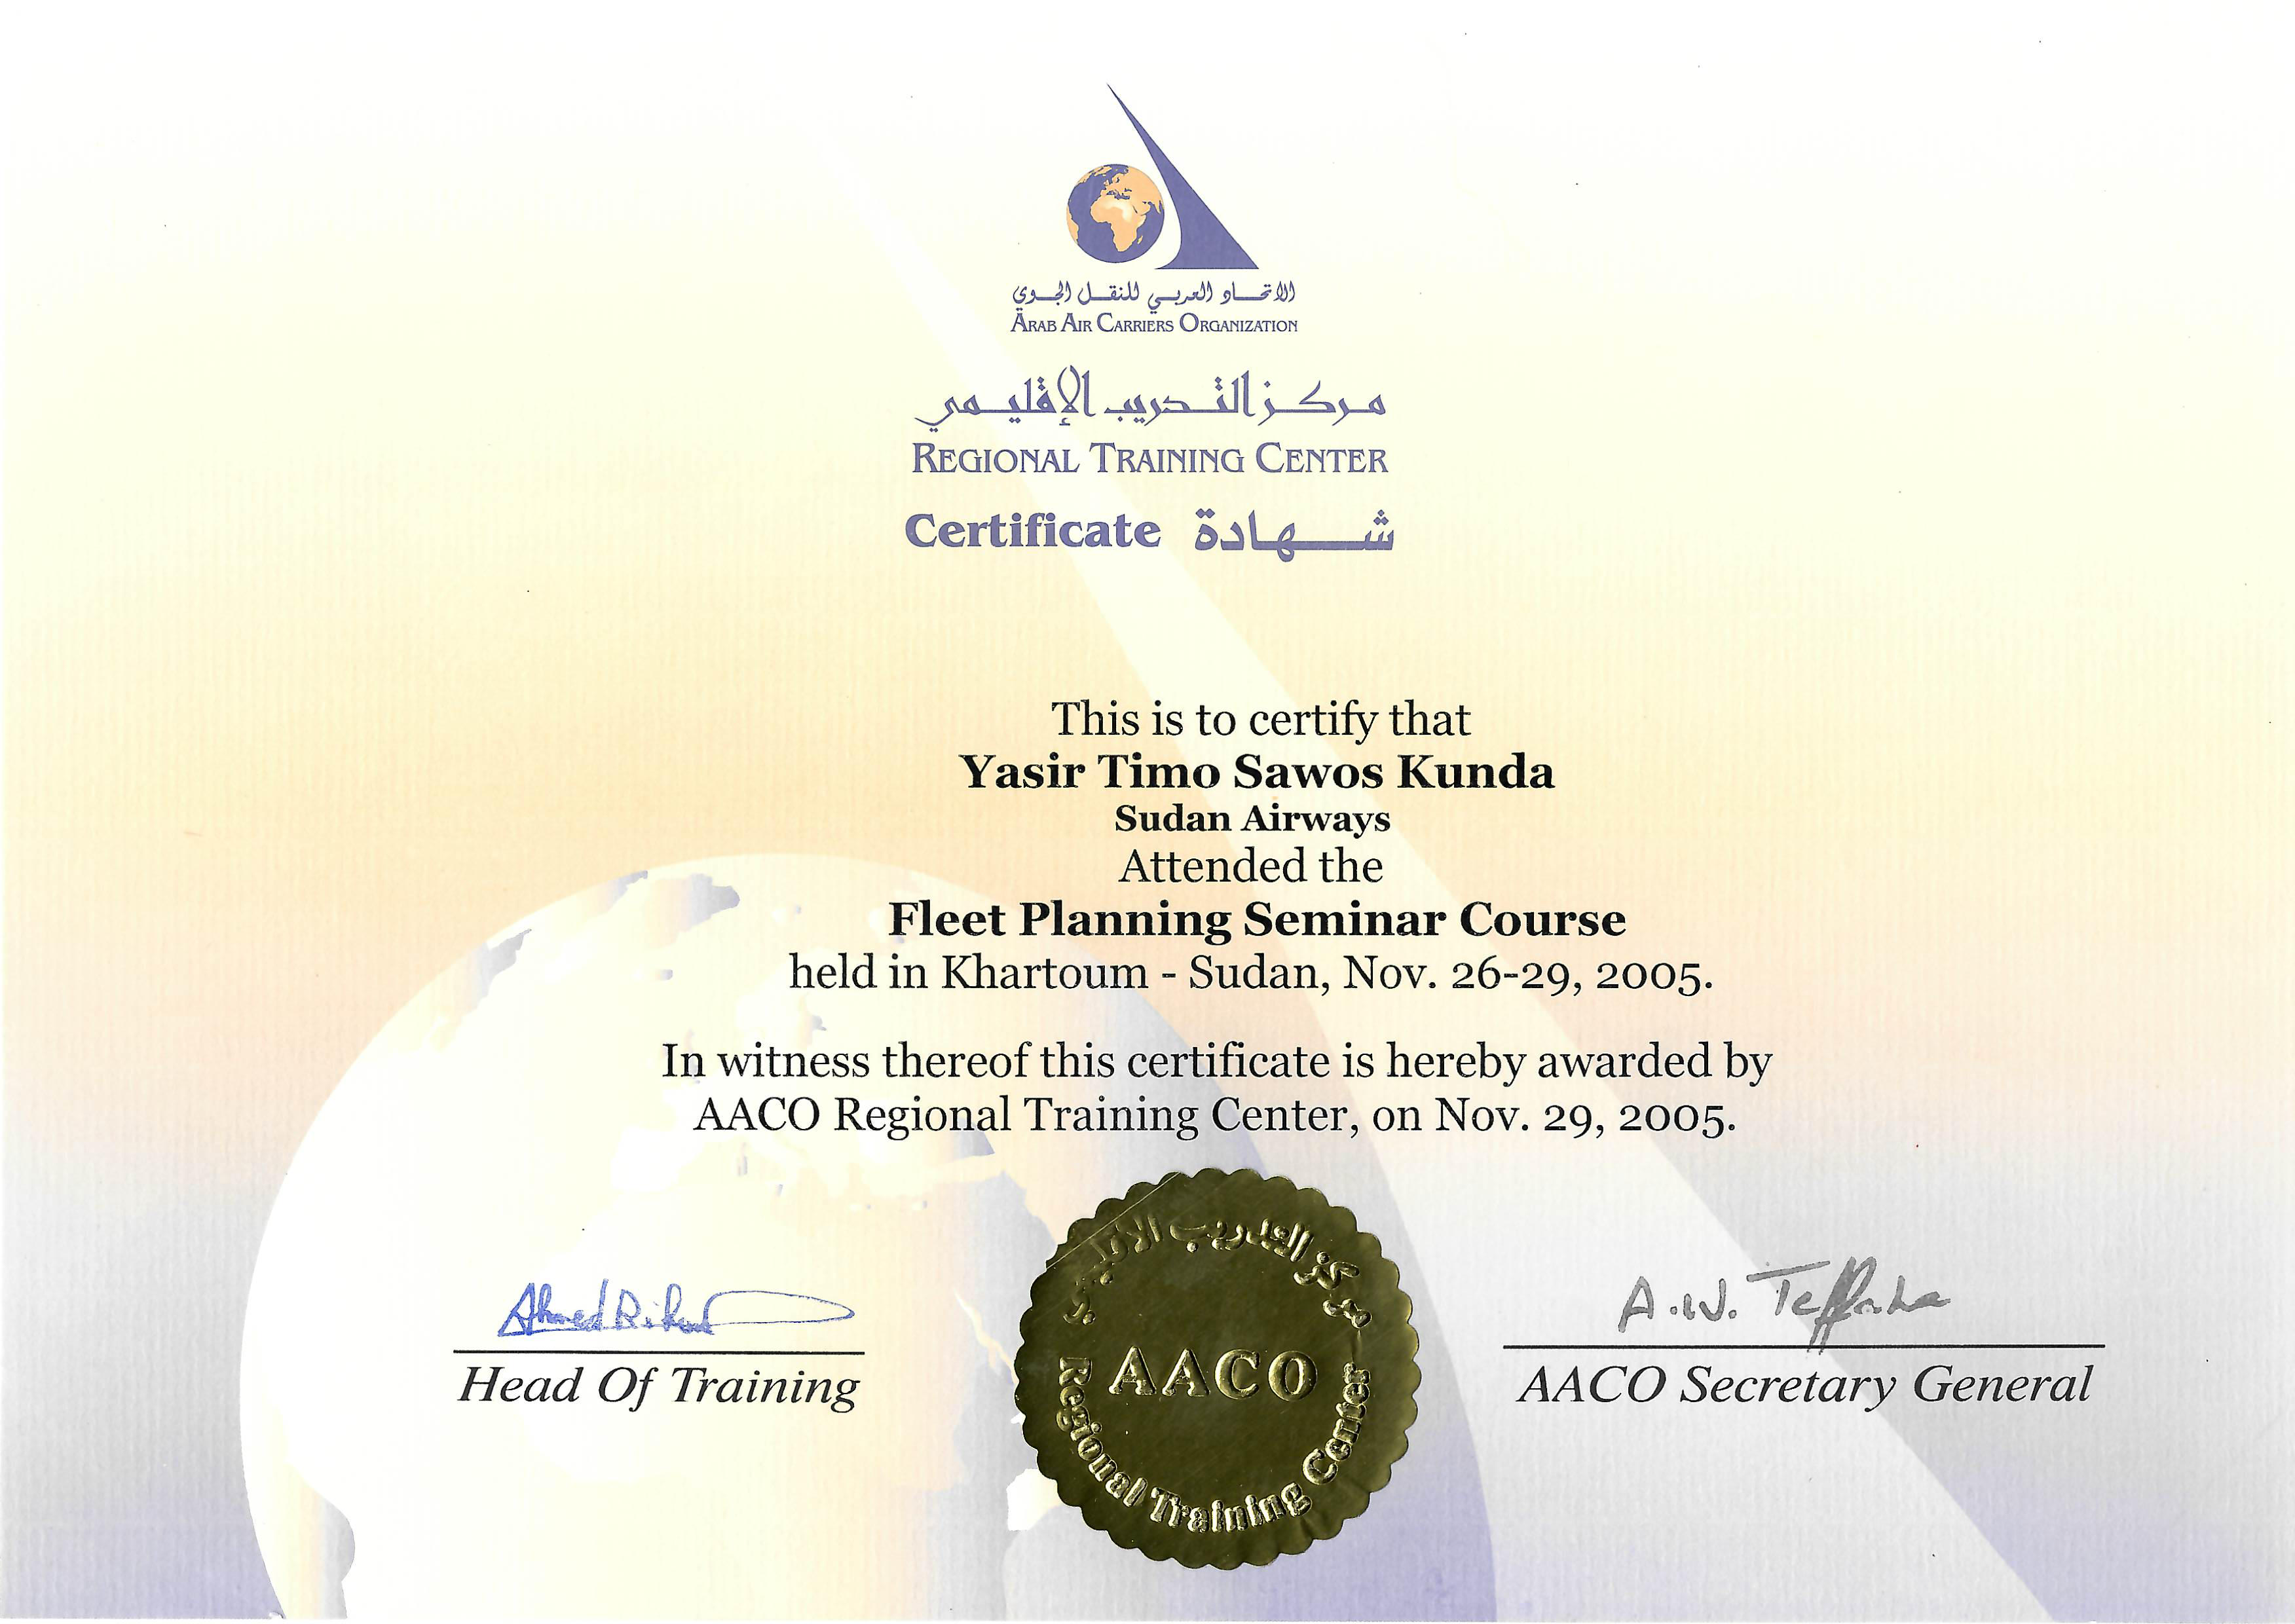 الاتحاد العربي للنقل الجوي
ARAB AIR CARRIERS ORGANIZATION
مركز التدريب الإقليمي
REGIONAL TRAINING CENTER
Certificate شهادة
This is to certify that
Yasir Timo Sawos Kunda
Sudan Airways
Attended the
Fleet Planning Seminar Course
held in Khartoum - Sudan, Nov. 26-29, 2005.
In witness thereof this certificate is hereby awarded by
AACO Regional Training Center, on Nov. 29, 2005.
Ahmed
Head Of Training
مركز التدريب الاقليمي
AACO
Regional Training Center
A.W. Teffaha
AACO Secretary General